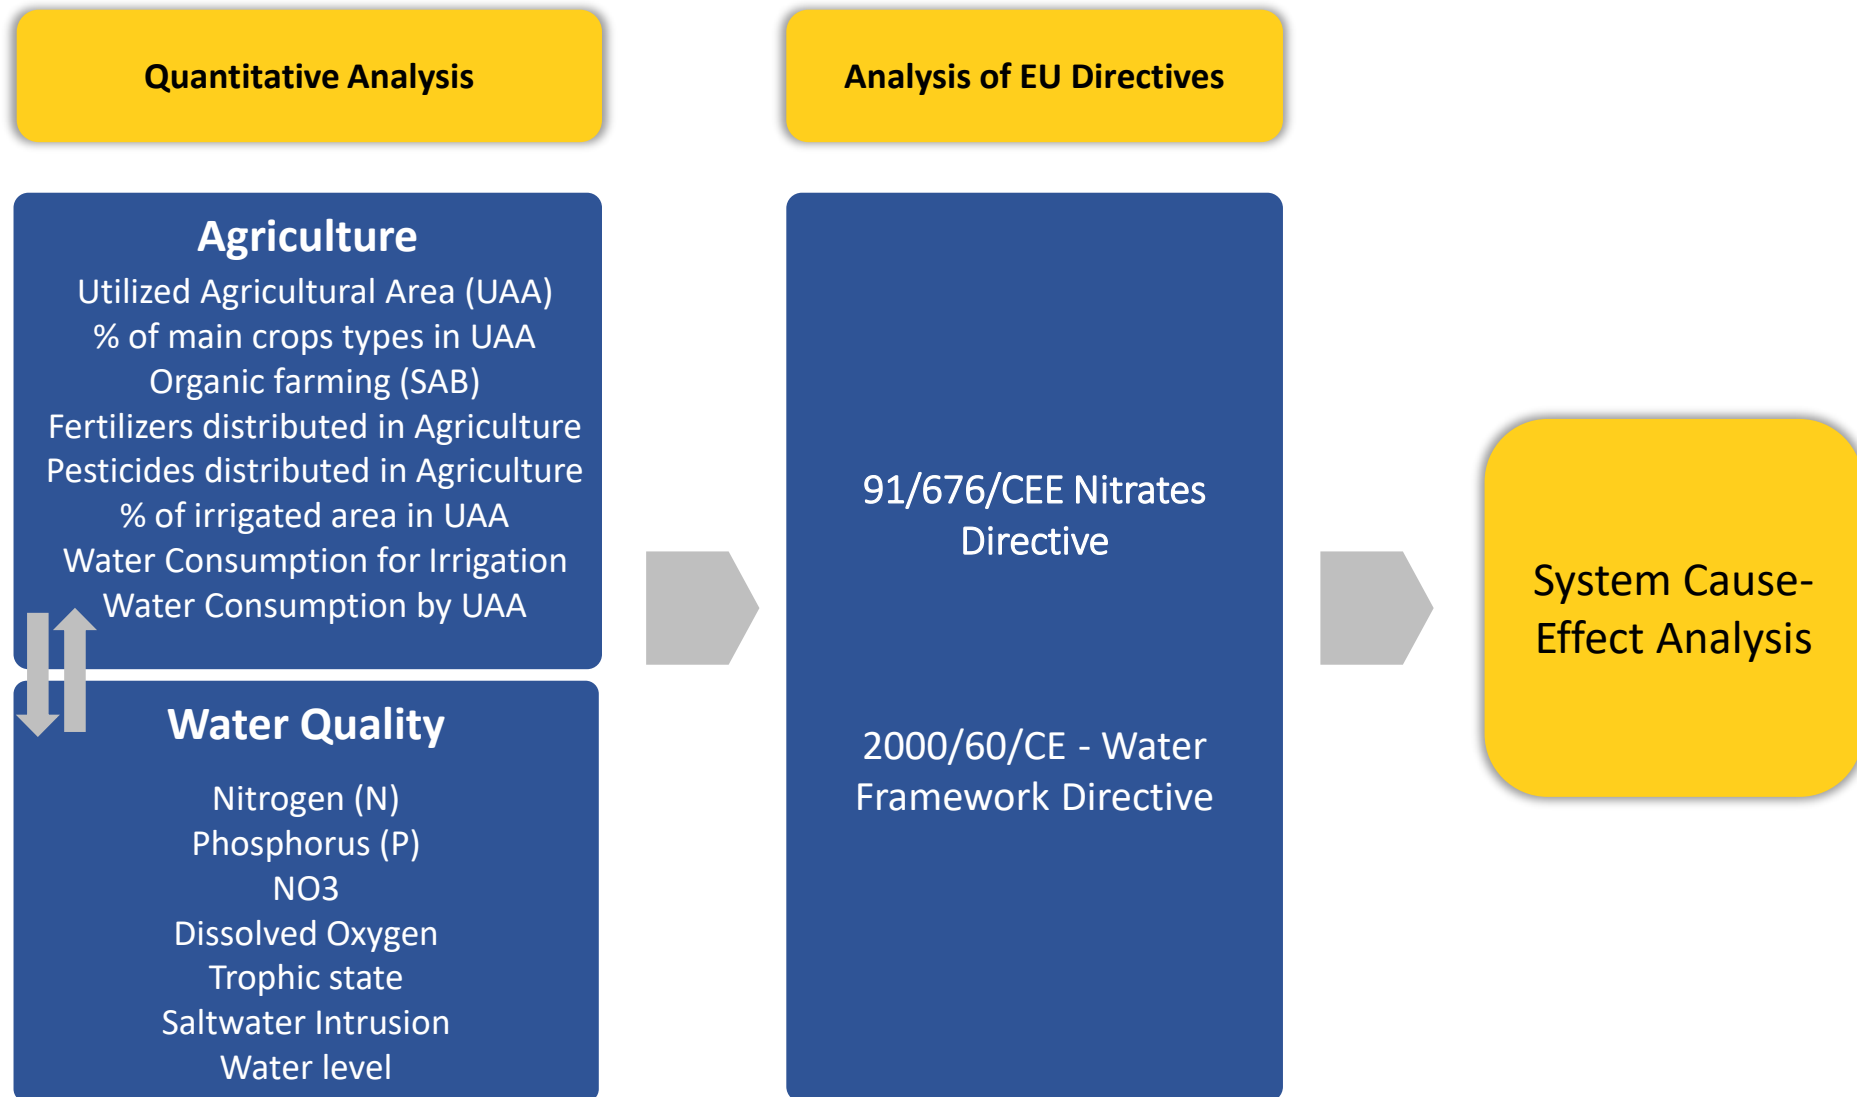 Quantitative Analysis
Analysis of EU Directives
Agriculture
Utilized Agricultural Area (UAA)
% of main crops types in UAA
Organic farming (SAB)
Fertilizers distributed in Agriculture
Pesticides distributed in Agriculture
% of irrigated area in UAA
Water Consumption for Irrigation
Water Consumption by UAA
Water Quality
Nitrogen (N)
Phosphorus (P)
NO3
Dissolved Oxygen
Trophic state
Saltwater Intrusion
Water level
91/676/CEE Nitrates
Directive
2000/60/CE - Water
Framework Directive
System Cause-
Effect Analysis